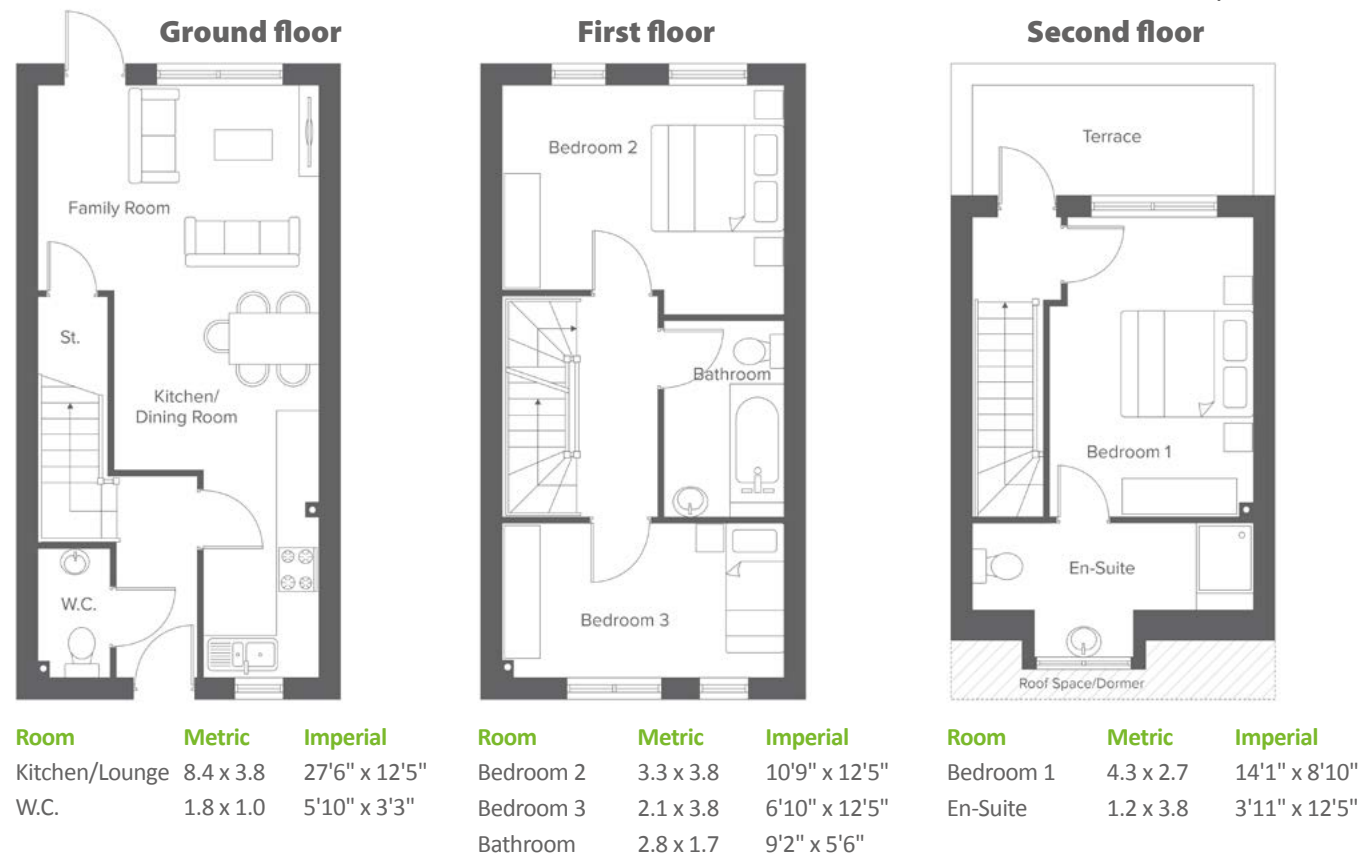 Ground floor
Family Room
St.
Kitchen/
Dining Room
W.C.
Room Metric Imperial
Kitchen/Lounge 8.4 x 3.8 27'6" x 12'5"
W.C. 1.8 x 1.0 5'10" x 3'3"
First floor
Bedroom 2
Bathroom
Bedroom 3
Room Metric Imperial
Bedroom 2 3.3 x 3.8 10'9" x 12'5"
Bedroom 3 2.1 x 3.8 6'10" x 12'5"
Bathroom 2.8 x 1.7 9'2" x 5'6"
Second floor
Terrace
Bedroom 1
En-Suite
Roof Space/Dormer
Room Metric Imperial
Bedroom 1 4.3 x 2.7 14'1" x 8'10"
En-Suite 1.2 x 3.8 3'11" x 12'5"